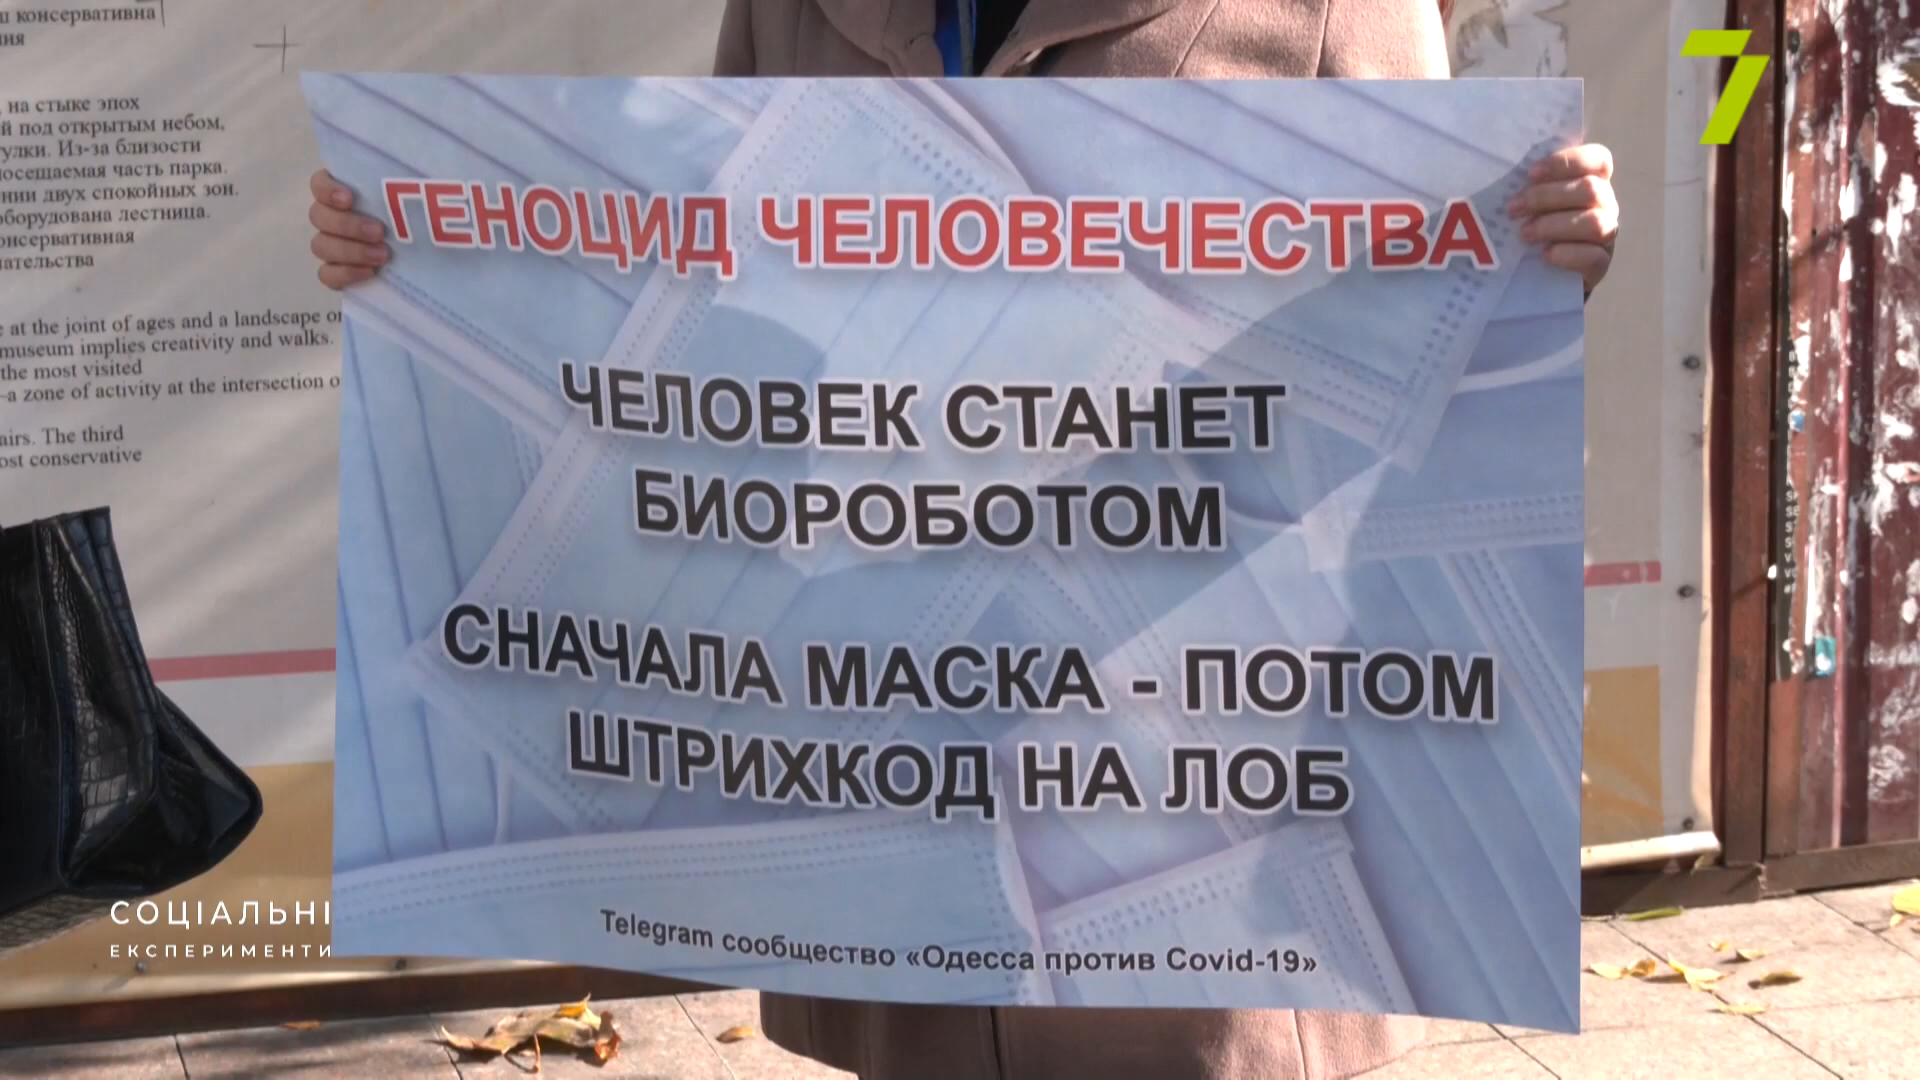 консервативна
на стыке эпох
й под открытым небом,
Из-за близости
посещаемая часть парка.
нии двух спокойных зон.
оборудована лестница.
онсервативная
at the joint of ages and a landscape
museum implies creativity and walks.
the most visited
-a zone of activity at the intersection
airs. The third
ost conservative
7
ГЕНОЦИД ЧЕЛОВЕЧЕСТВА
ЧЕЛОВЕК СТАНЕТ
БИОРОБОТОМ
СНАЧАЛА МАСКА - ПОТОМ
ШТРИХКОД НА ЛОБ
Telegram сообщество «Одесса против Covid-19»
СОЦІАЛЬНІ
ЕКСПЕРИМЕНТИ